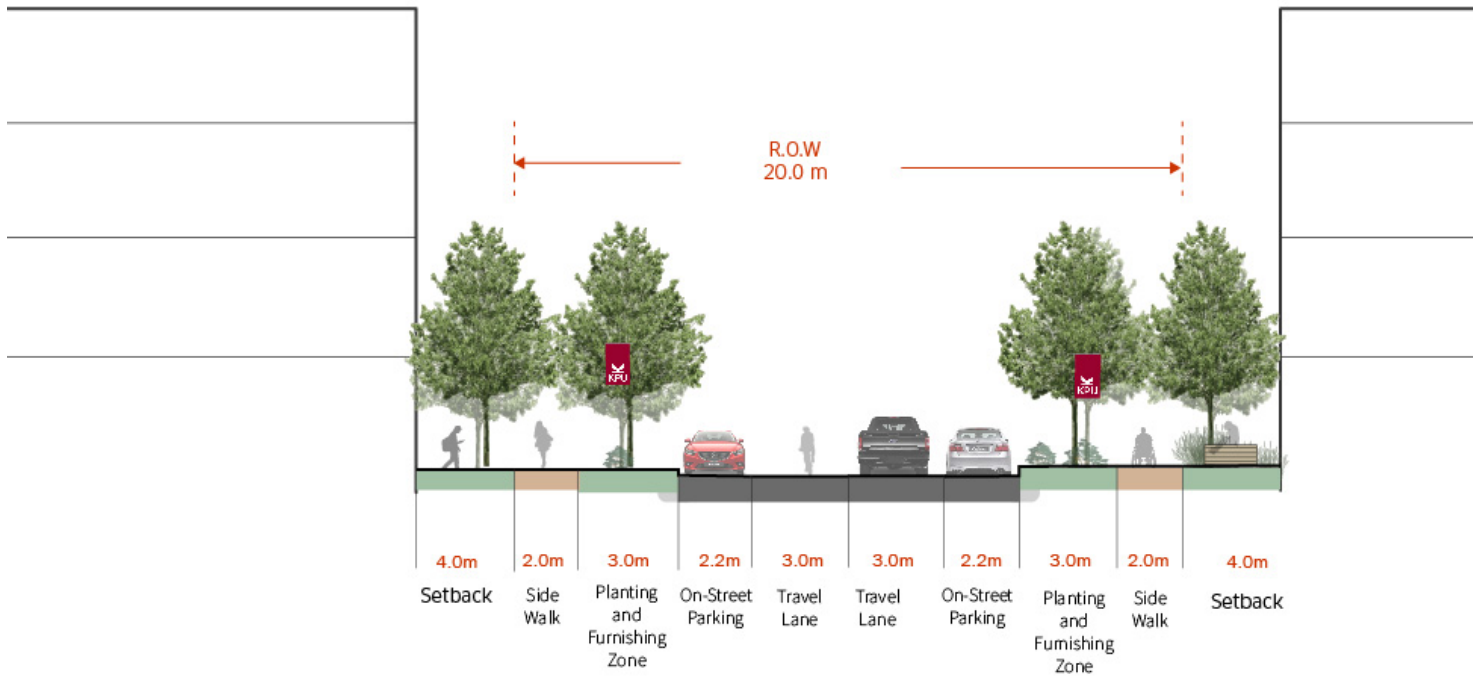 R.O.W
20.0 m
KPU
KPU
4.0m
2.0m
3.0m
2.2m
3.0m
3.0m
2.2m
3.0m
2.0m
4.0m
Setback
Side
Walk
Planting
and
Furnishing
Zone
On-Street
Parking
Travel
Lane
Travel
Lane
On-Street
Parking
Planting
and
Furnishing
Zone
Side
Walk
Setback